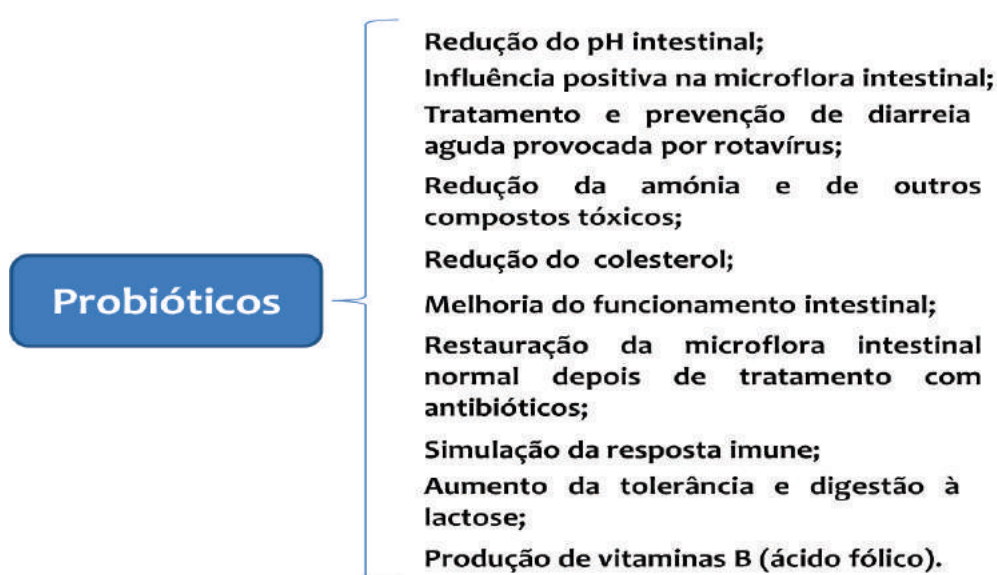 Probióticos
Redução do pH intestinal;
Influência positiva na microflora intestinal;
Tratamento e prevenção de diarreia
aguda provocada por rotavírus;
Redução da amónia e de outros
compostos tóxicos;
Redução do colesterol;
Melhoria do funcionamento intestinal;
Restauração da microflora intestinal
normal depois de tratamento com
antibióticos;
Simulação da resposta imune;
Aumento da tolerância e digestão à
lactose;
Produção de vitaminas B (ácido fólico).